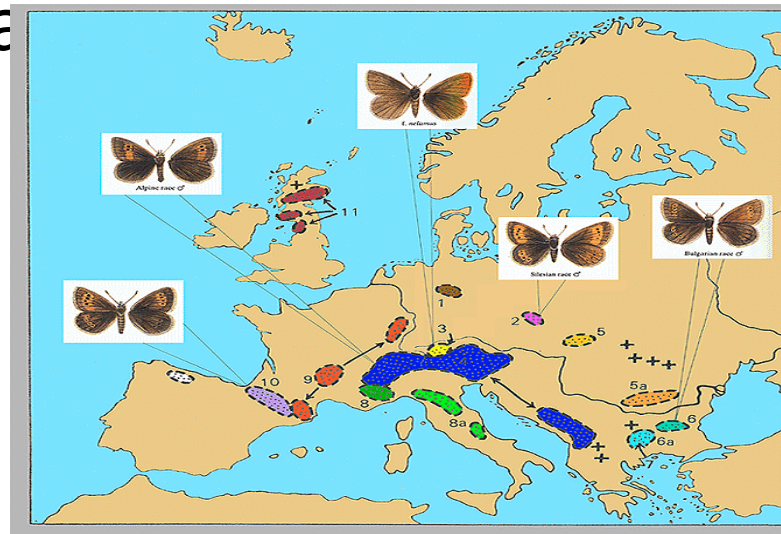 a
E. nelamus
Alpine race ♂
11
Silesian race ♂
Bulgarian race ♂
1
2
3
5
9
10
8
5a
8a
6
6a
7